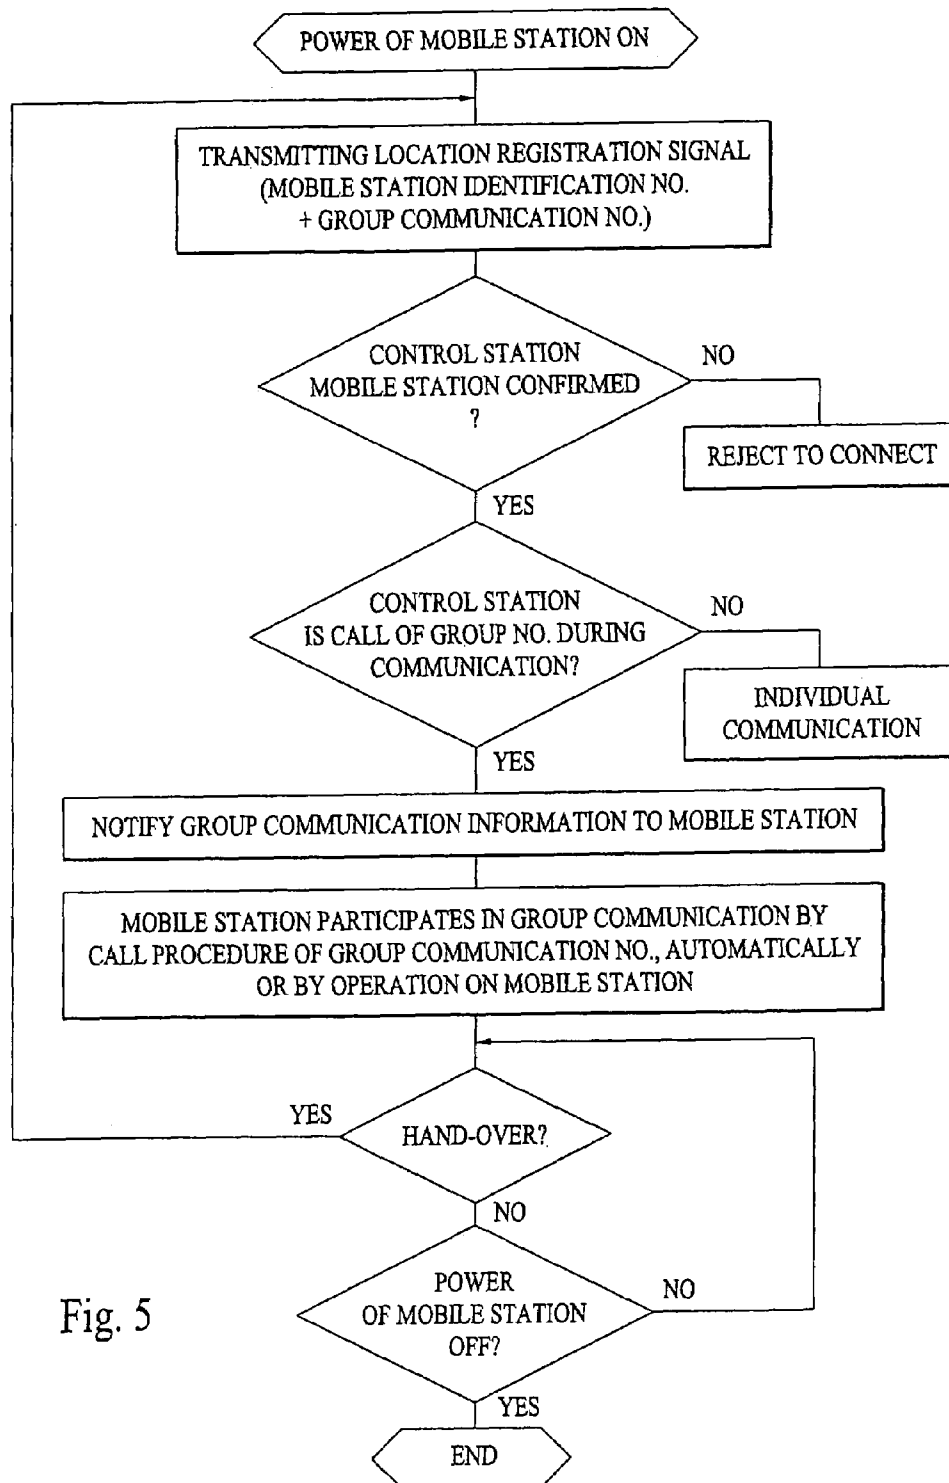 POWER OF MOBILE STATION ON
TRANSMITTING LOCATION REGISTRATION SIGNAL
(MOBILE STATION IDENTIFICATION NO.
+ GROUP COMMUNICATION NO.)
CONTROL STATION
MOBILE STATION CONFIRMED
?
NO
REJECT TO CONNECT
YES
CONTROL STATION
IS CALL OF GROUP NO. DURING
COMMUNICATION?
NO
INDIVIDUAL
COMMUNICATION
YES
NOTIFY GROUP COMMUNICATION INFORMATION TO MOBILE STATION
MOBILE STATION PARTICIPATES IN GROUP COMMUNICATION BY
CALL PROCEDURE OF GROUP COMMUNICATION NO., AUTOMATICALLY
OR BY OPERATION ON MOBILE STATION
YES
HAND-OVER?
NO
POWER
OF MOBILE STATION
OFF?
NO
Fig. 5
YES
END